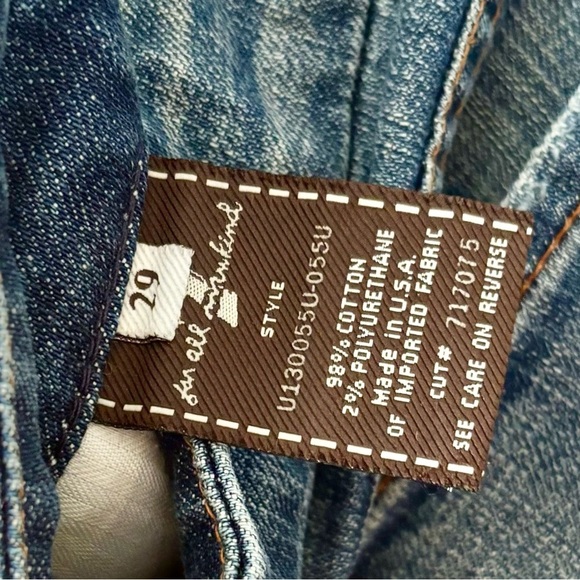 29
7
for all mankind
STYLE
U130055U-055U
98% COTTON
2% POLYURETHANE
Made in U.S.A.
OF IMPORTED FABRIC
CUT# 717075
SEE CARE ON REVERSE